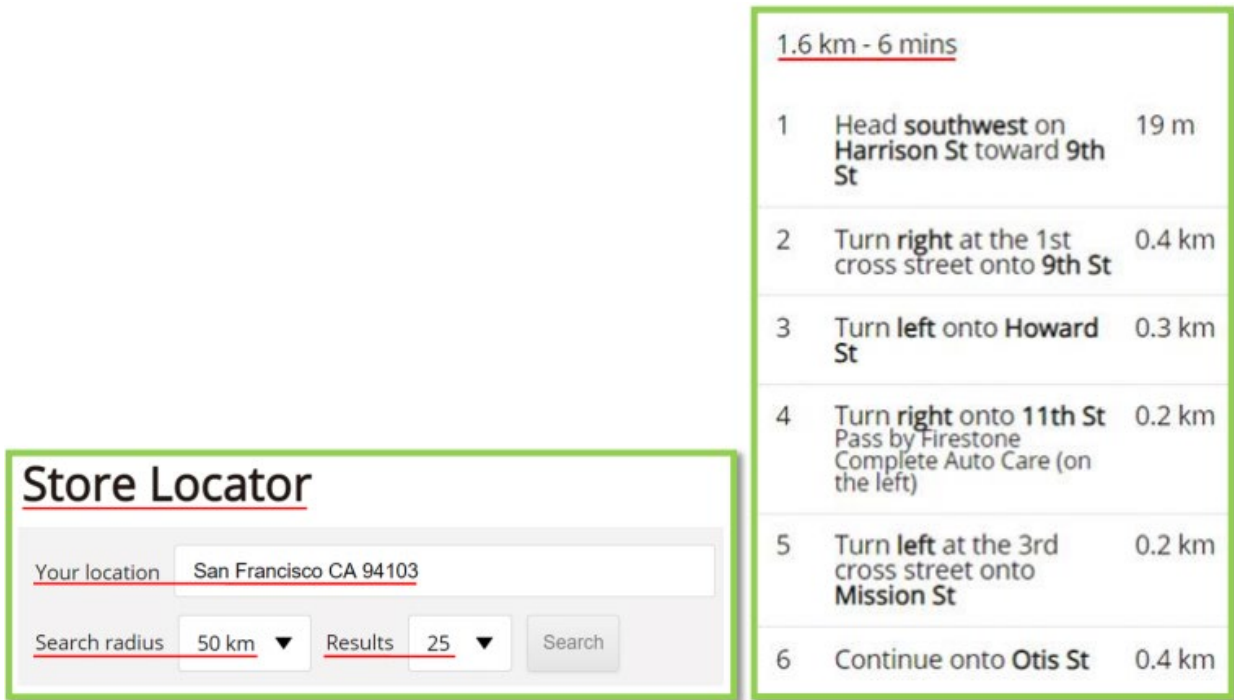 Store Locator
Your location San Francisco CA 94103
Search radius 50 km Results 25 Search
1.6 km - 6 mins
1 Head southwest on 19 m
Harrison St toward 9th
St
2 Turn right at the 1st 0.4 km
cross street onto 9th St
3 Turn left onto Howard 0.3 km
St
4 Turn right onto 11th St 0.2 km
Pass by Firestone
Complete Auto Care (on
the left)
5 Turn left at the 3rd 0.2 km
cross street onto
Mission St
6 Continue onto Otis St 0.4 km